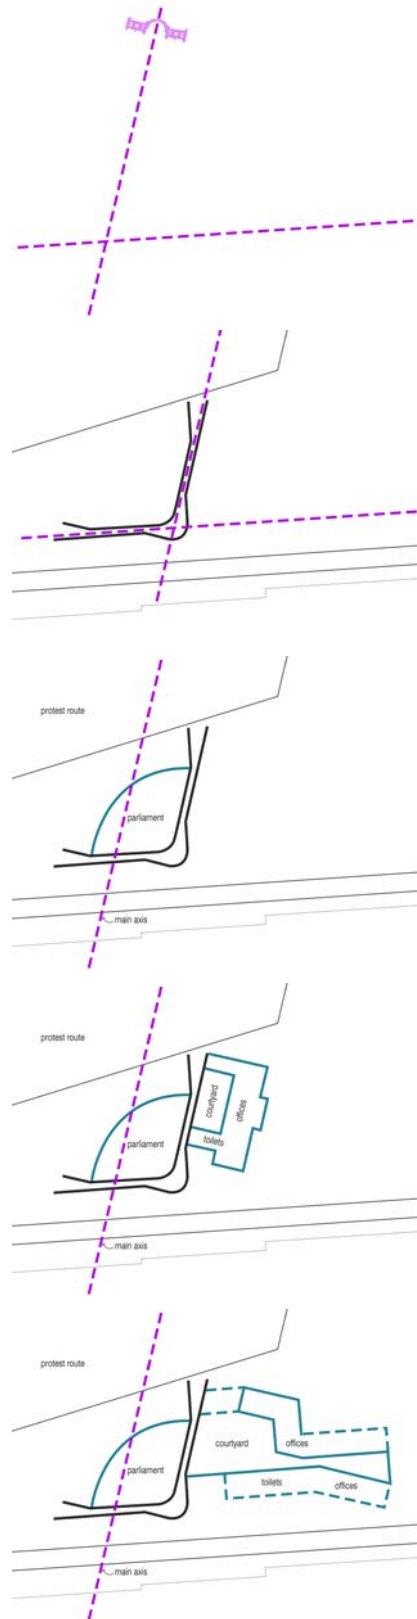 protest route
parliament
main axis
protest route
courtyard
offices
toilets
parliament
main axis
protest route
courtyard
offices
parliament
toilets
offices
main axis